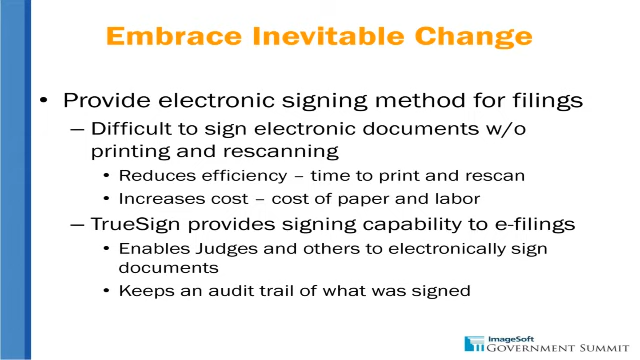 Embrace Inevitable Change
• Provide electronic signing method for filings
– Difficult to sign electronic documents w/o
printing and rescanning
• Reduces efficiency – time to print and rescan
• Increases cost – cost of paper and labor
– TrueSign provides signing capability to e-filings
• Enables Judges and others to electronically sign
documents
• Keeps an audit trail of what was signed
ImageSoft
GOVERNMENT SUMMIT